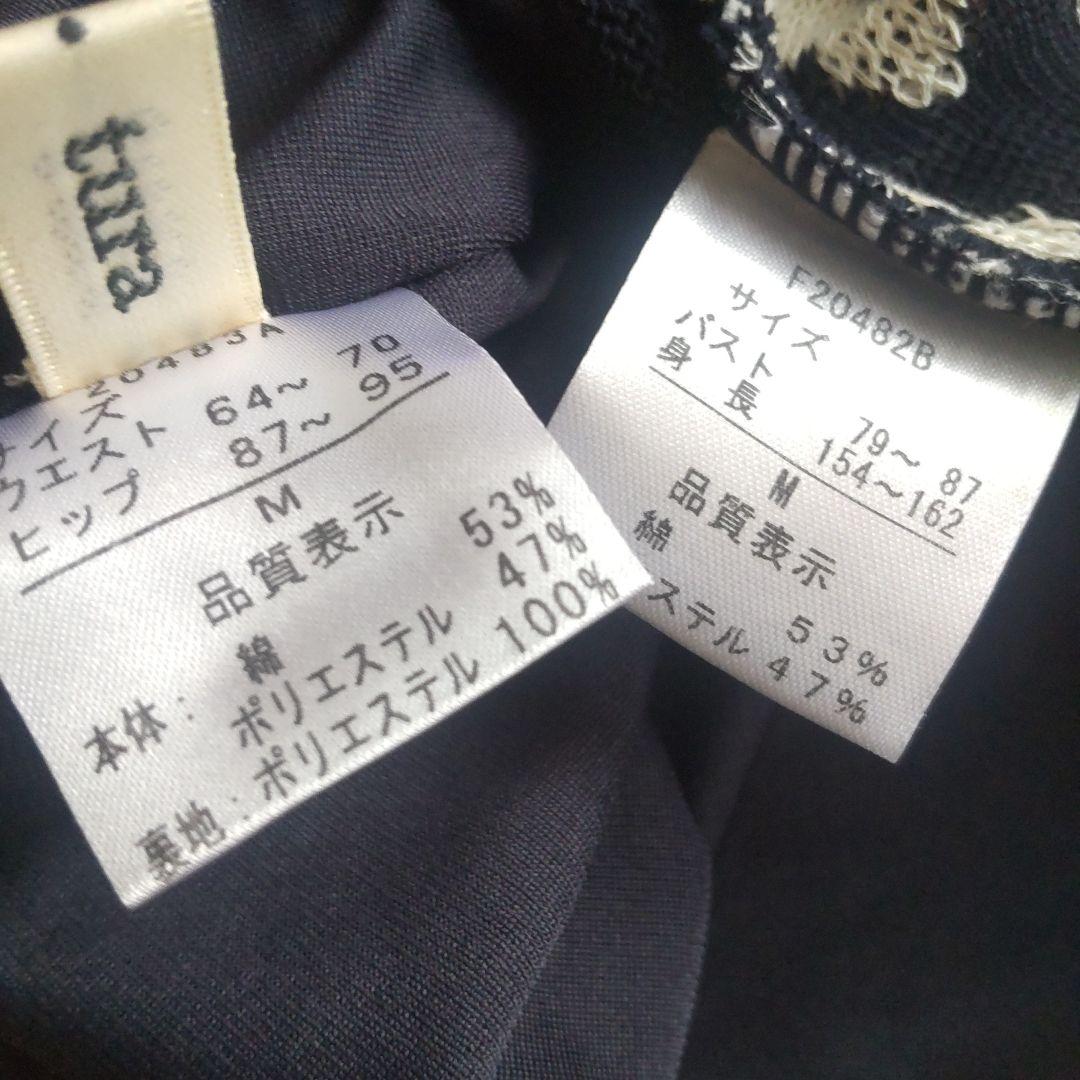 tura
20483A
サイズ
ウエスト 64～ 70
ヒップ 87～ 95
M
品質表示
本体: 綿 53%
ポリエステル 47%
裏地:ポリエステル 100%
F20482B
サイズ
バスト 79～ 87
身 長 154～162
M
品質表示
綿 53%
ステル 47%